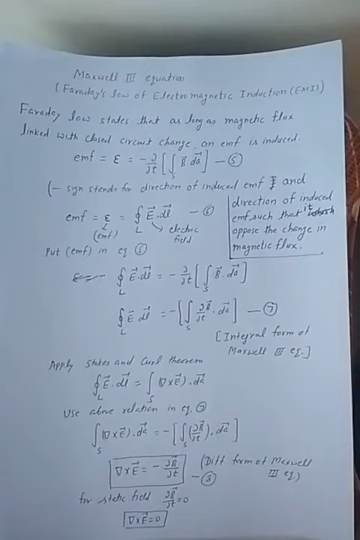 Maxwell III equation
(Faraday's law of Electromagnetic Induction (EMI))
Faraday law states that as long as magnetic flux
linked with closed circuit change, an emf is induced.
emf = ε = -∂/∂t [∫∫_S B⃗.da⃗] — ⑤
(- sign stands for direction of induced emf and
direction of induced
emf such that it
oppose the change in
magnetic flux.
emf = ε = ∮_L E⃗.dl⃗ — ⑥
(emf) electric
field
Put (emf) in eq ⑤
∮_L E⃗.dl⃗ = -∂/∂t [∫_S B⃗.da⃗]
∮_L E⃗.dl⃗ = -[∫_S ∂B⃗/∂t .da⃗] — ⑦
[Integral form of
Maxwell III eq.]
Apply stokes and Curl theorem
∮_L E⃗.dl⃗ = ∫_S (∇×E⃗).da⃗
Use above relation in eq. ⑦
∫_S (∇×E⃗).da⃗ = -[∫_S (∂B⃗/∂t).da⃗]
∇×E⃗ = -∂B⃗/∂t — ⑧ (Diff. form of Maxwell
III eq)
for static field ∂B⃗/∂t = 0
∇×E⃗ = 0